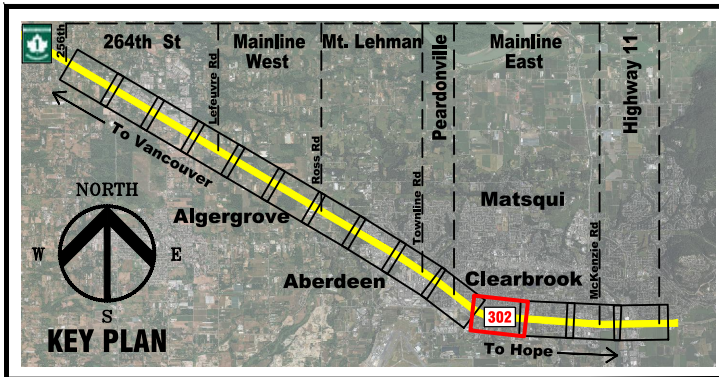 1
256th
264th St
Mainline
West
Mt. Lehman
Peardonville
Mainline
East
Highway 11
Lefeuvre Rd
Ross Rd
Townline Rd
McKenzie Rd
To Vancouver
NORTH
W
E
S
Algergrove
Aberdeen
Matsqui
Clearbrook
302
To Hope
KEY PLAN